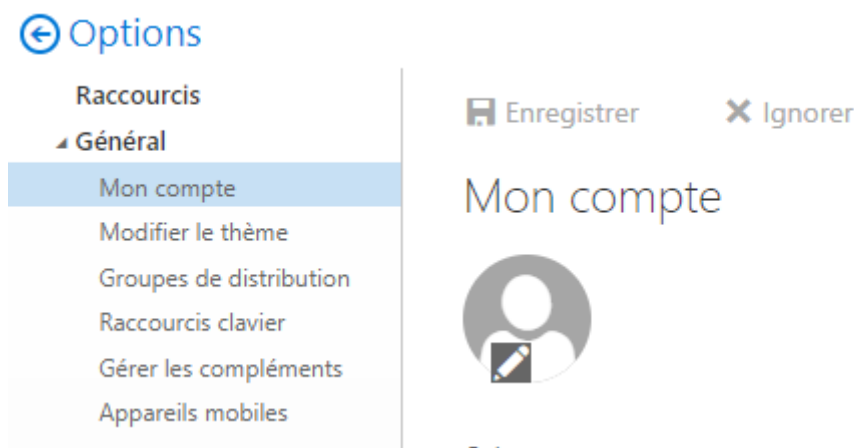 Options
Raccourcis
Général
Mon compte
Modifier le thème
Groupes de distribution
Raccourcis clavier
Gérer les compléments
Appareils mobiles
Enregistrer
Ignorer
Mon compte